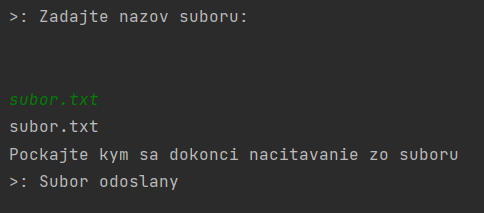 >: Zadajte nazov suboru:
subor.txt
subor.txt
Pockajte kym sa dokonci nacitavanie zo suboru
>: Subor odoslany